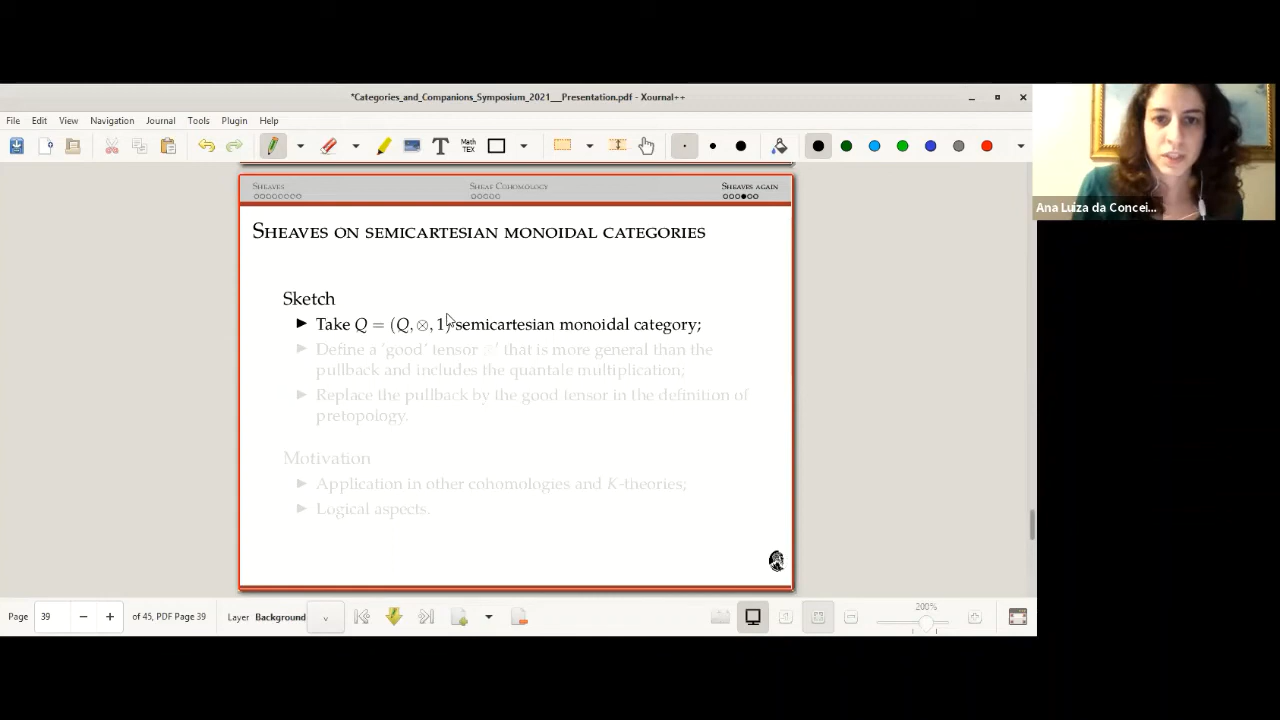 *Categories_and_Companions_Symposium_2021__Presentation.pdf - Xournal++
File Edit View Navigation Journal Tools Plugin Help
Math
TEX
Ana Luiza da Concei...
SHEAVES SHEAF COHOMOLOGY SHEAVES AGAIN
SHEAVES ON SEMICARTESIAN MONOIDAL CATEGORIES
Sketch
▶ Take Q = (Q, ⊗, 1) semicartesian monoidal category;
▶ Define a 'good' tensor that is more general than the
pullback and includes the quantale multiplication;
▶ Replace the pullback by the good tensor in the definition of
pretopology.
Motivation
▶ Application in other cohomologies and K-theories;
▶ Logical aspects.
Page 39 of 45, PDF Page 39 Layer Background 200%